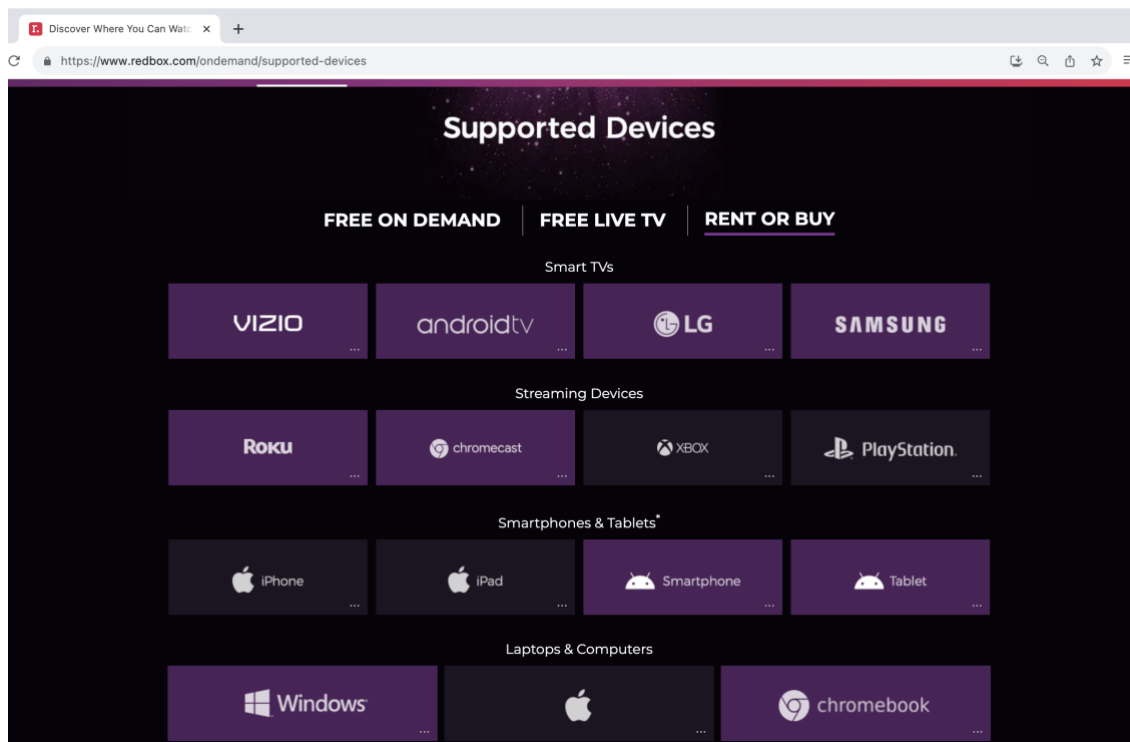 Discover Where You Can Watc
https://www.redbox.com/ondemand/supported-devices
Supported Devices
FREE ON DEMAND FREE LIVE TV RENT OR BUY
Smart TVs
VIZIO androidtv LG SAMSUNG
Streaming Devices
ROKU chromecast XBOX PlayStation.
Smartphones & Tablets*
iPhone iPad Smartphone Tablet
Laptops & Computers
Windows chromebook